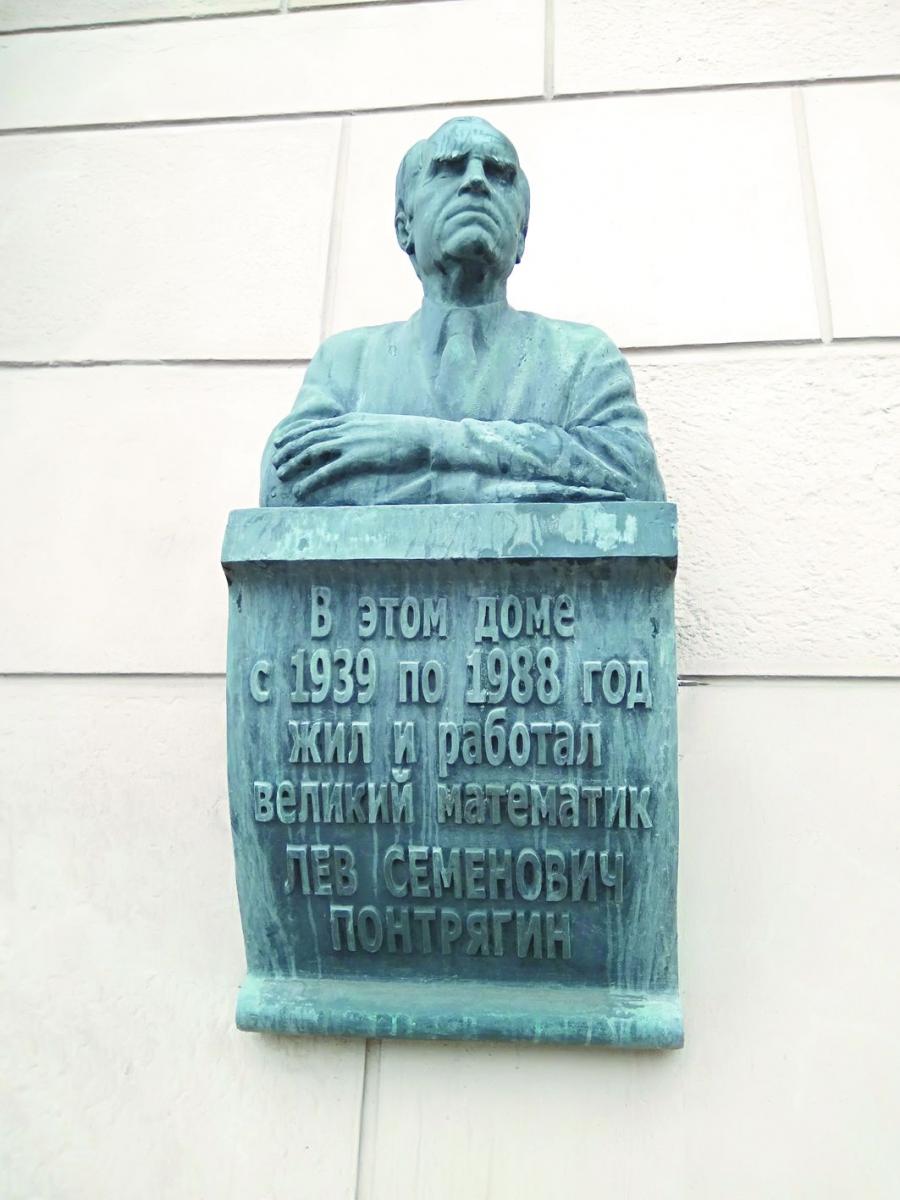 В этом доме
с 1939 по 1988 год
жил и работал
великий математик
ЛЕВ СЕМЕНОВИЧ
ПОНТРЯГИН